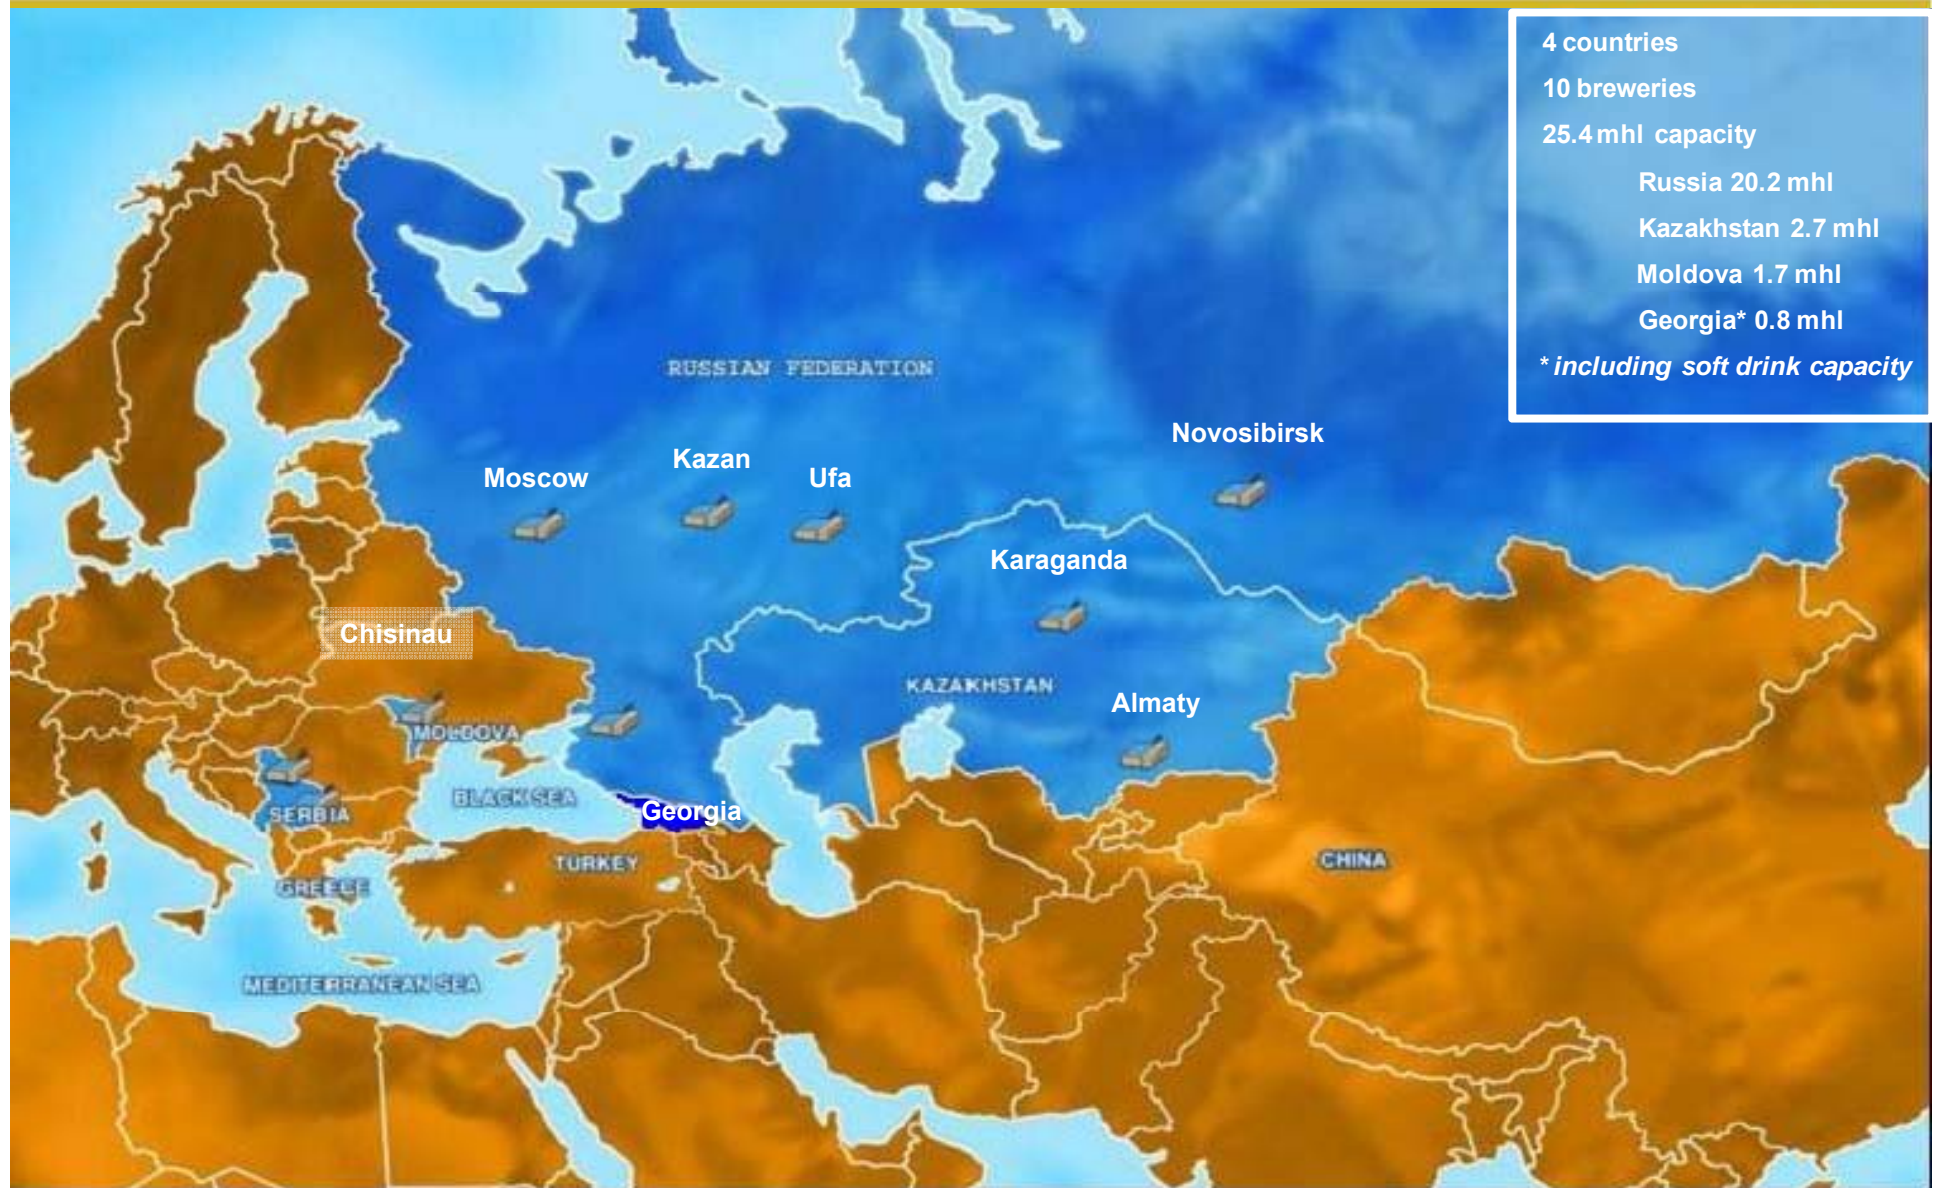 4 countries
10 breweries
25.4 mhl capacity
Russia 20.2 mhl
Kazakhstan 2.7 mhl
Moldova 1.7 mhl
Georgia* 0.8 mhl
* including soft drink capacity
RUSSIAN FEDERATION
Novosibirsk
Kazan
Moscow
Ufa
Karaganda
Chisinau
KAZAKHSTAN
Almaty
MOLDOVA
BLACK SEA
Georgia
SERBIA
TURKEY
CHINA
GREECE
MEDITERRANEAN SEA